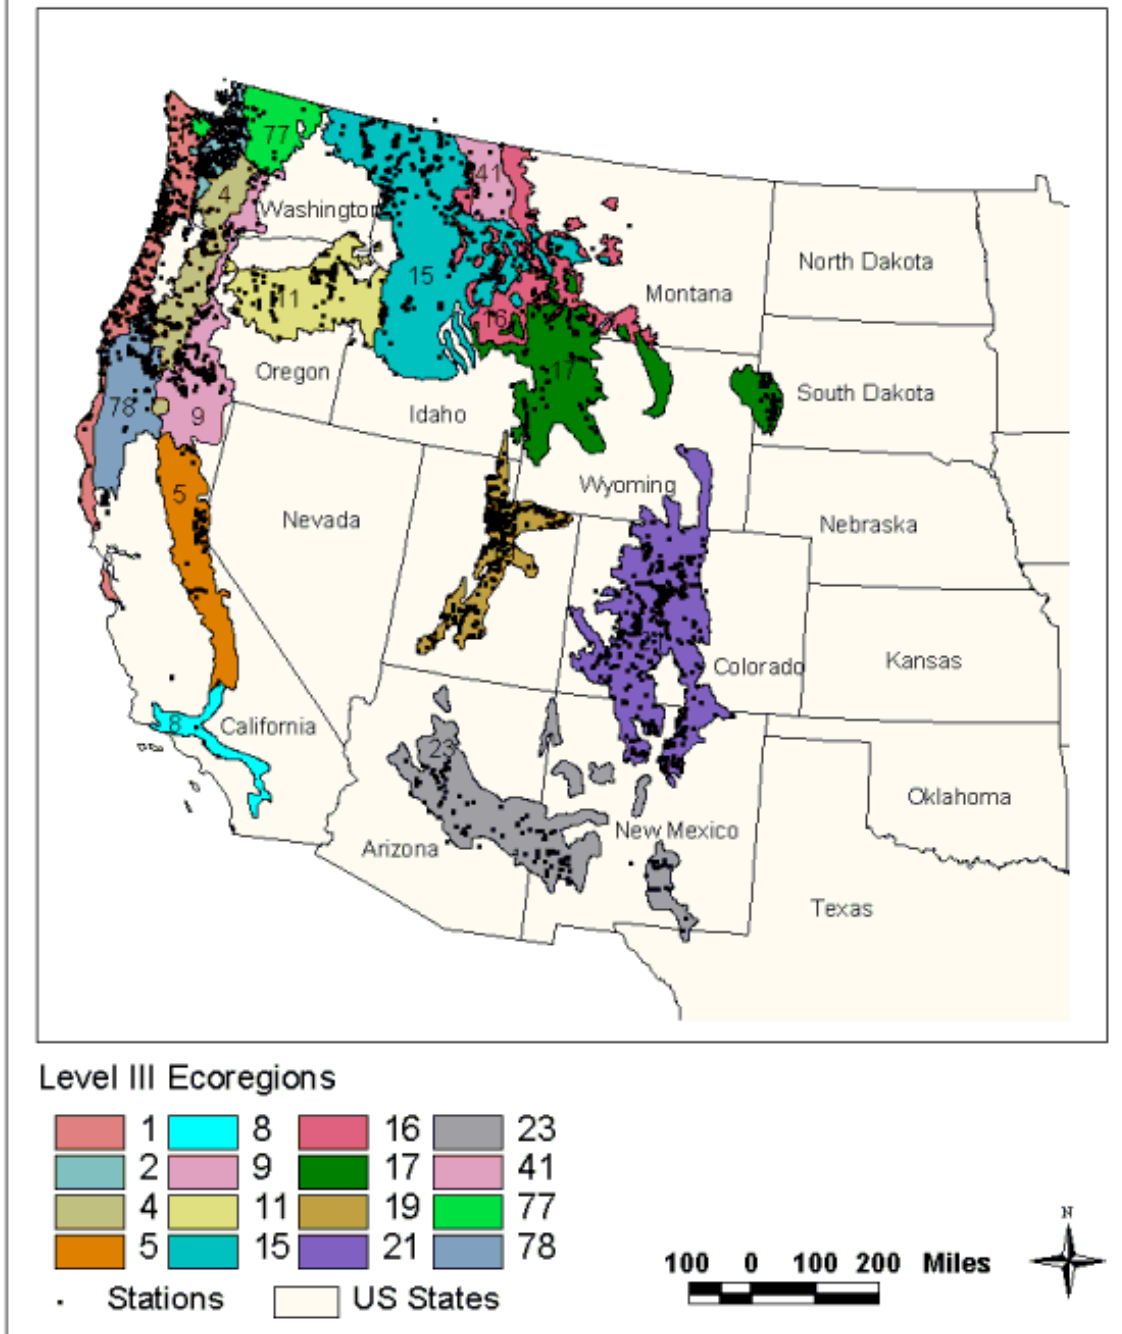 77
41
4
Washington
15
North Dakota
11
Montana
16
Oregon
17
South Dakota
78
9
Idaho
5
Wyoming
Nevada
Nebraska
Colorado
Kansas
8
California
23
Oklahoma
New Mexico
Arizona
Texas
Level III Ecoregions
1 8 16 23
2 9 17 41
4 11 19 77
5 15 21 78
Stations US States
N
100 0 100 200 Miles